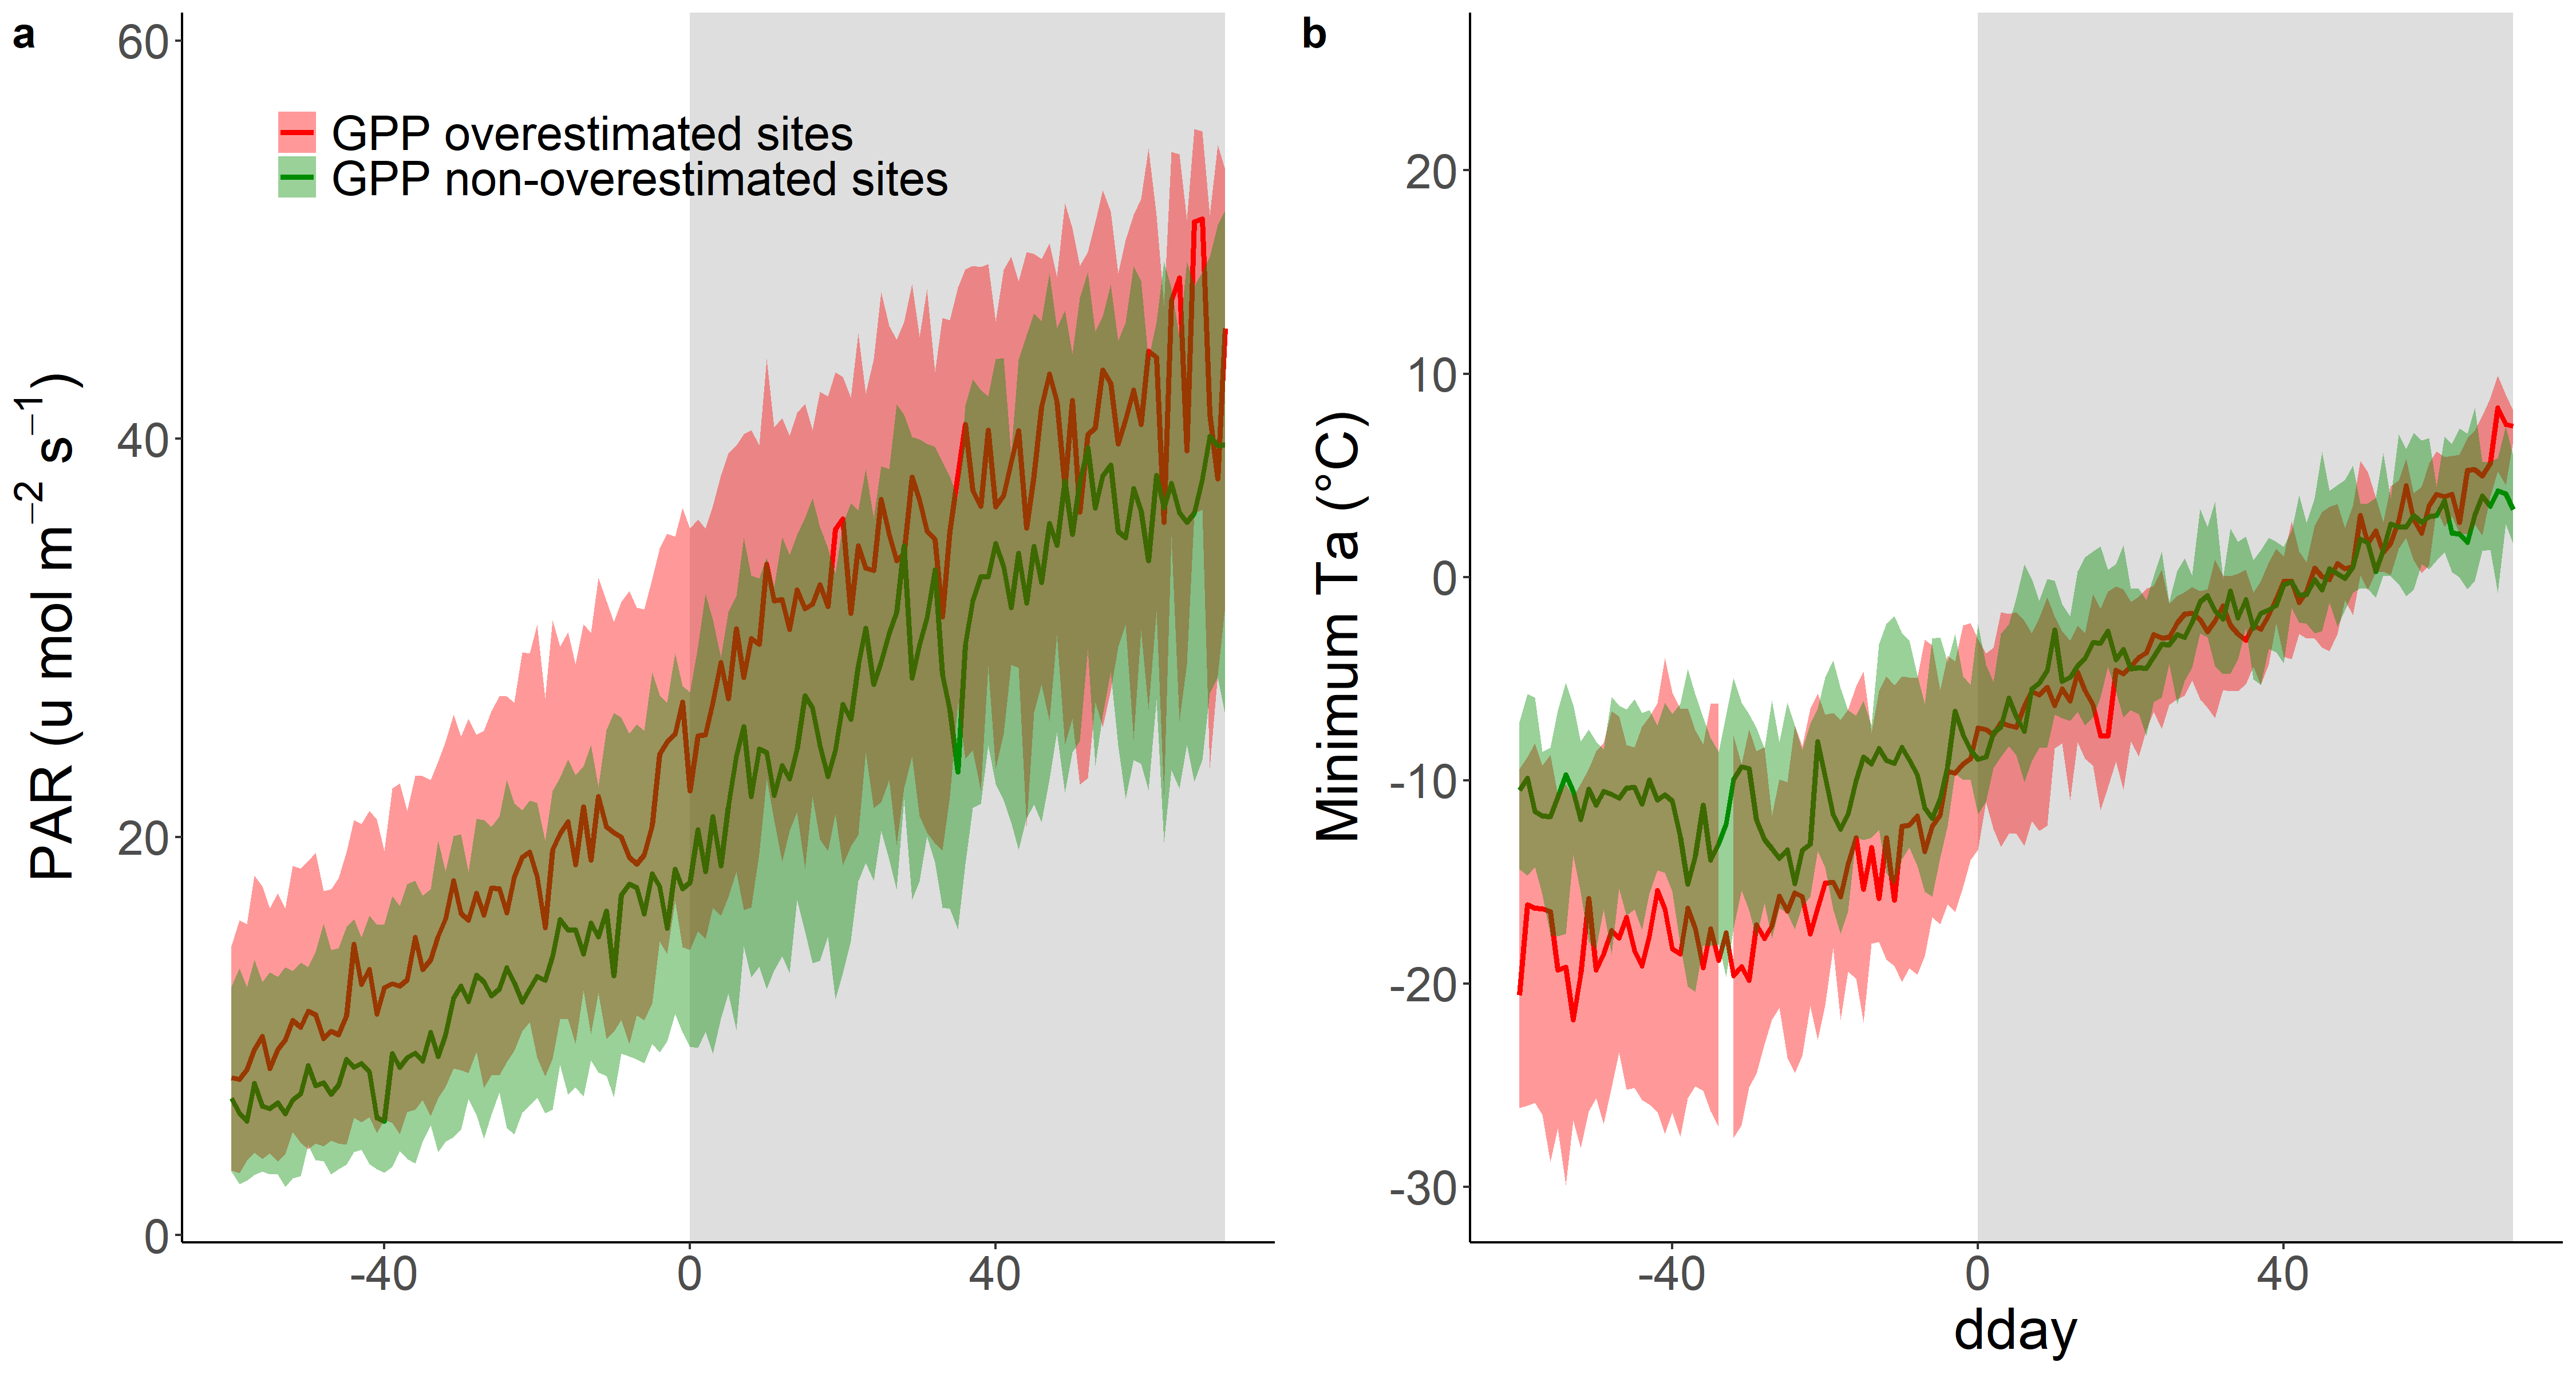 a
60
40
20
0
-40
0
40
PAR (u mol m⁻² s⁻¹)
GPP overestimated sites
GPP non-overestimated sites
b
20
10
0
-10
-20
-30
-40
0
40
Minimum Ta (°C)
dday